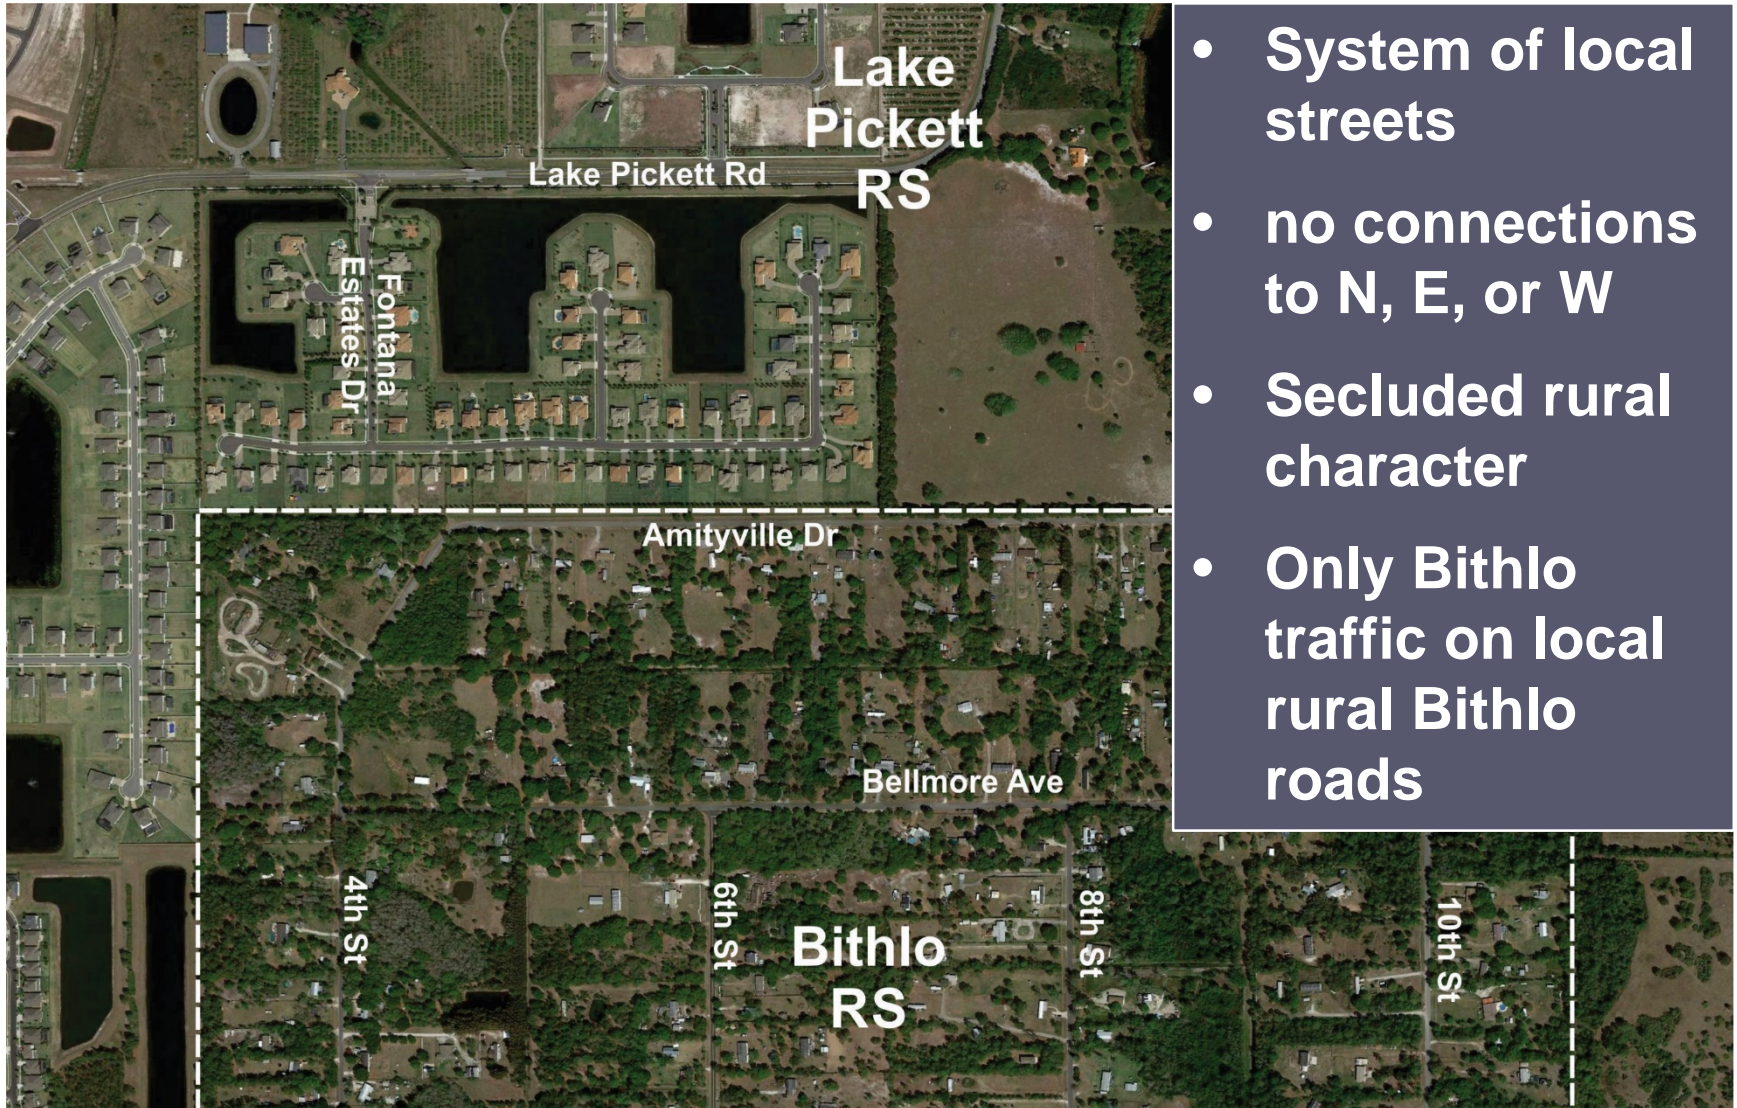 Lake
Pickett
RS
Lake Pickett Rd
Fontana
Estates Dr
Amityville Dr
Bellmore Ave
4th St
6th St
8th St
10th St
Bithlo
RS
• System of local
streets
• no connections
to N, E, or W
• Secluded rural
character
• Only Bithlo
traffic on local
rural Bithlo
roads